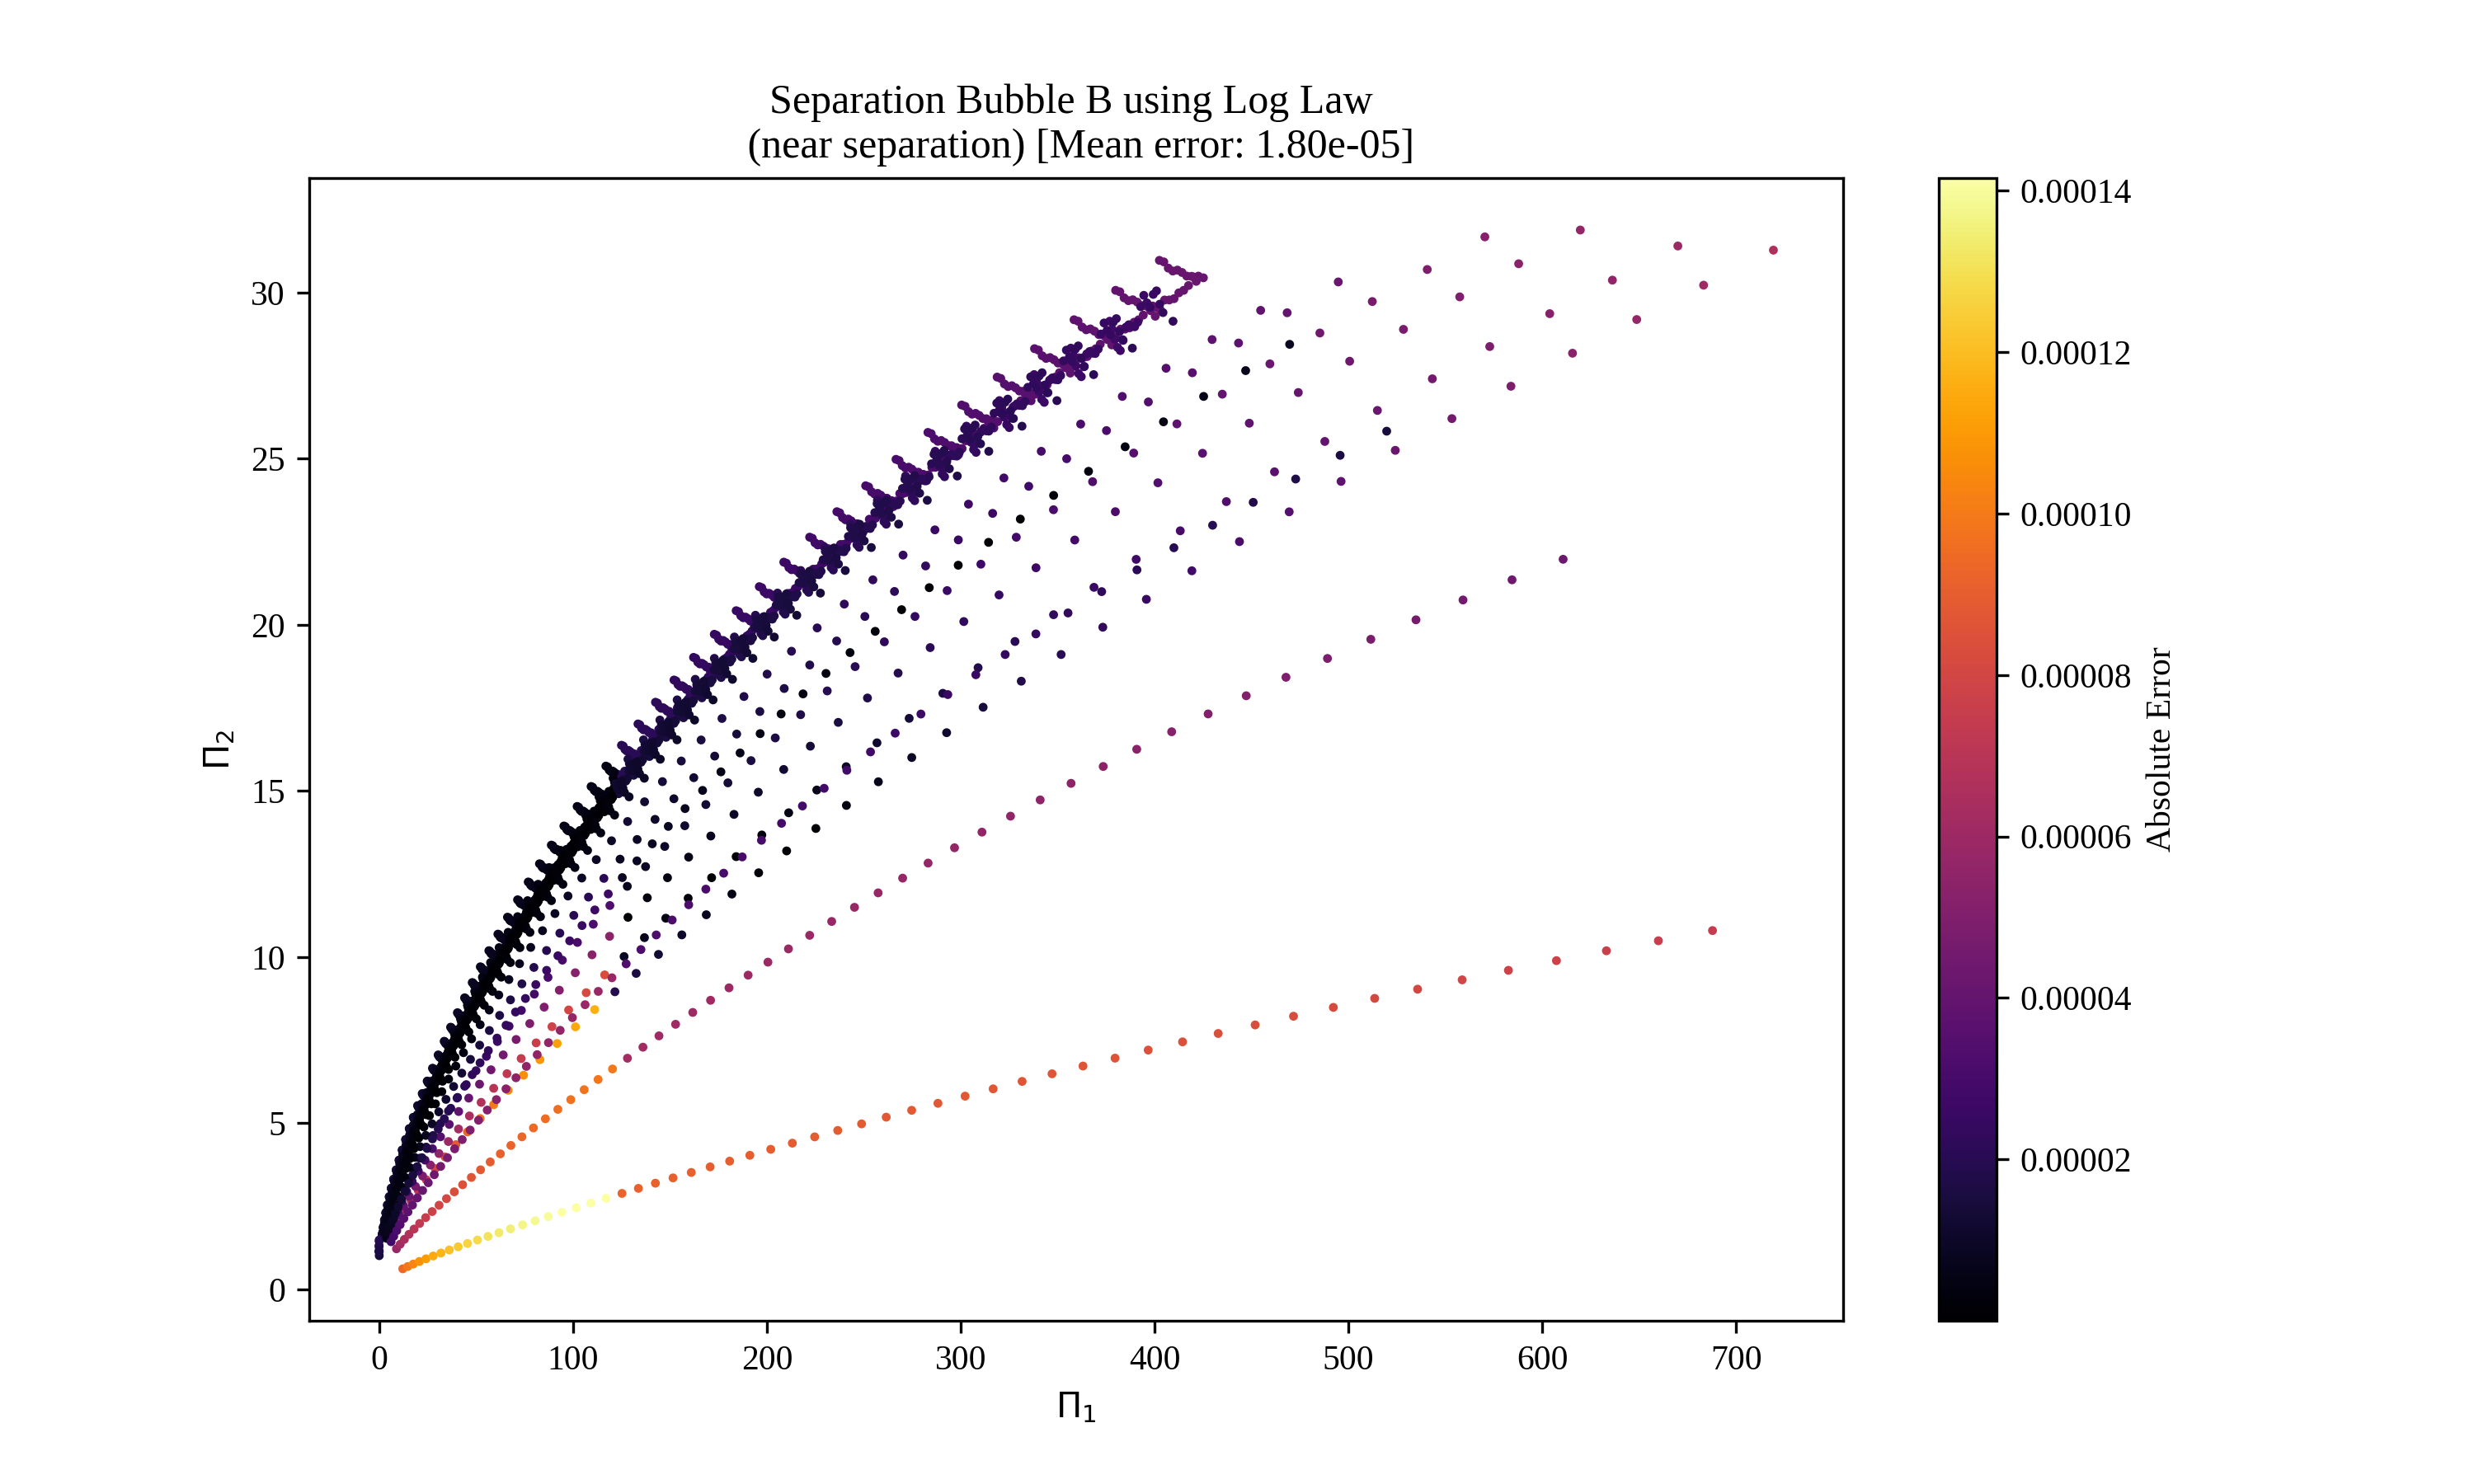 Separation Bubble B using Log Law
(near separation) [Mean error: 1.80e-05]
30
25
20
15
10
5
0
Π2
0 100 200 300 400 500 600 700
Π1
0.00014
0.00012
0.00010
0.00008
0.00006
0.00004
0.00002
Absolute Error